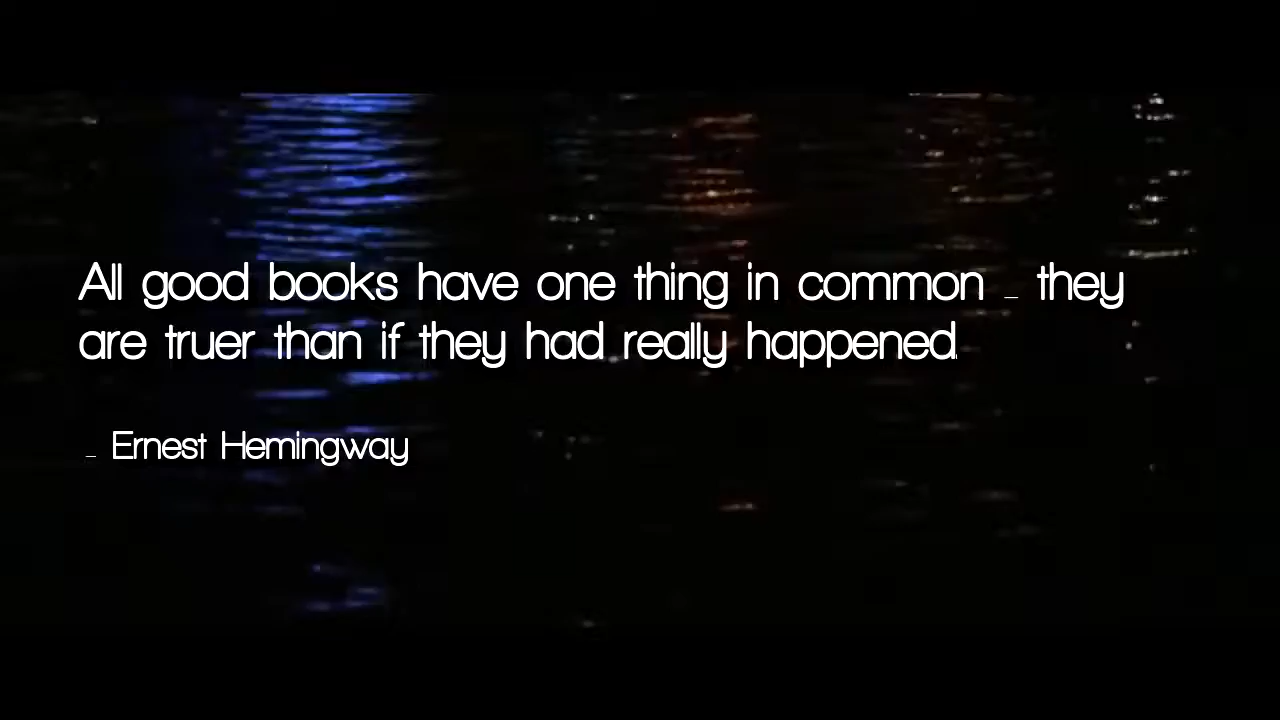 All good books have one thing in common _ they
are truer than if they had really happened.
_ Ernest Hemingway